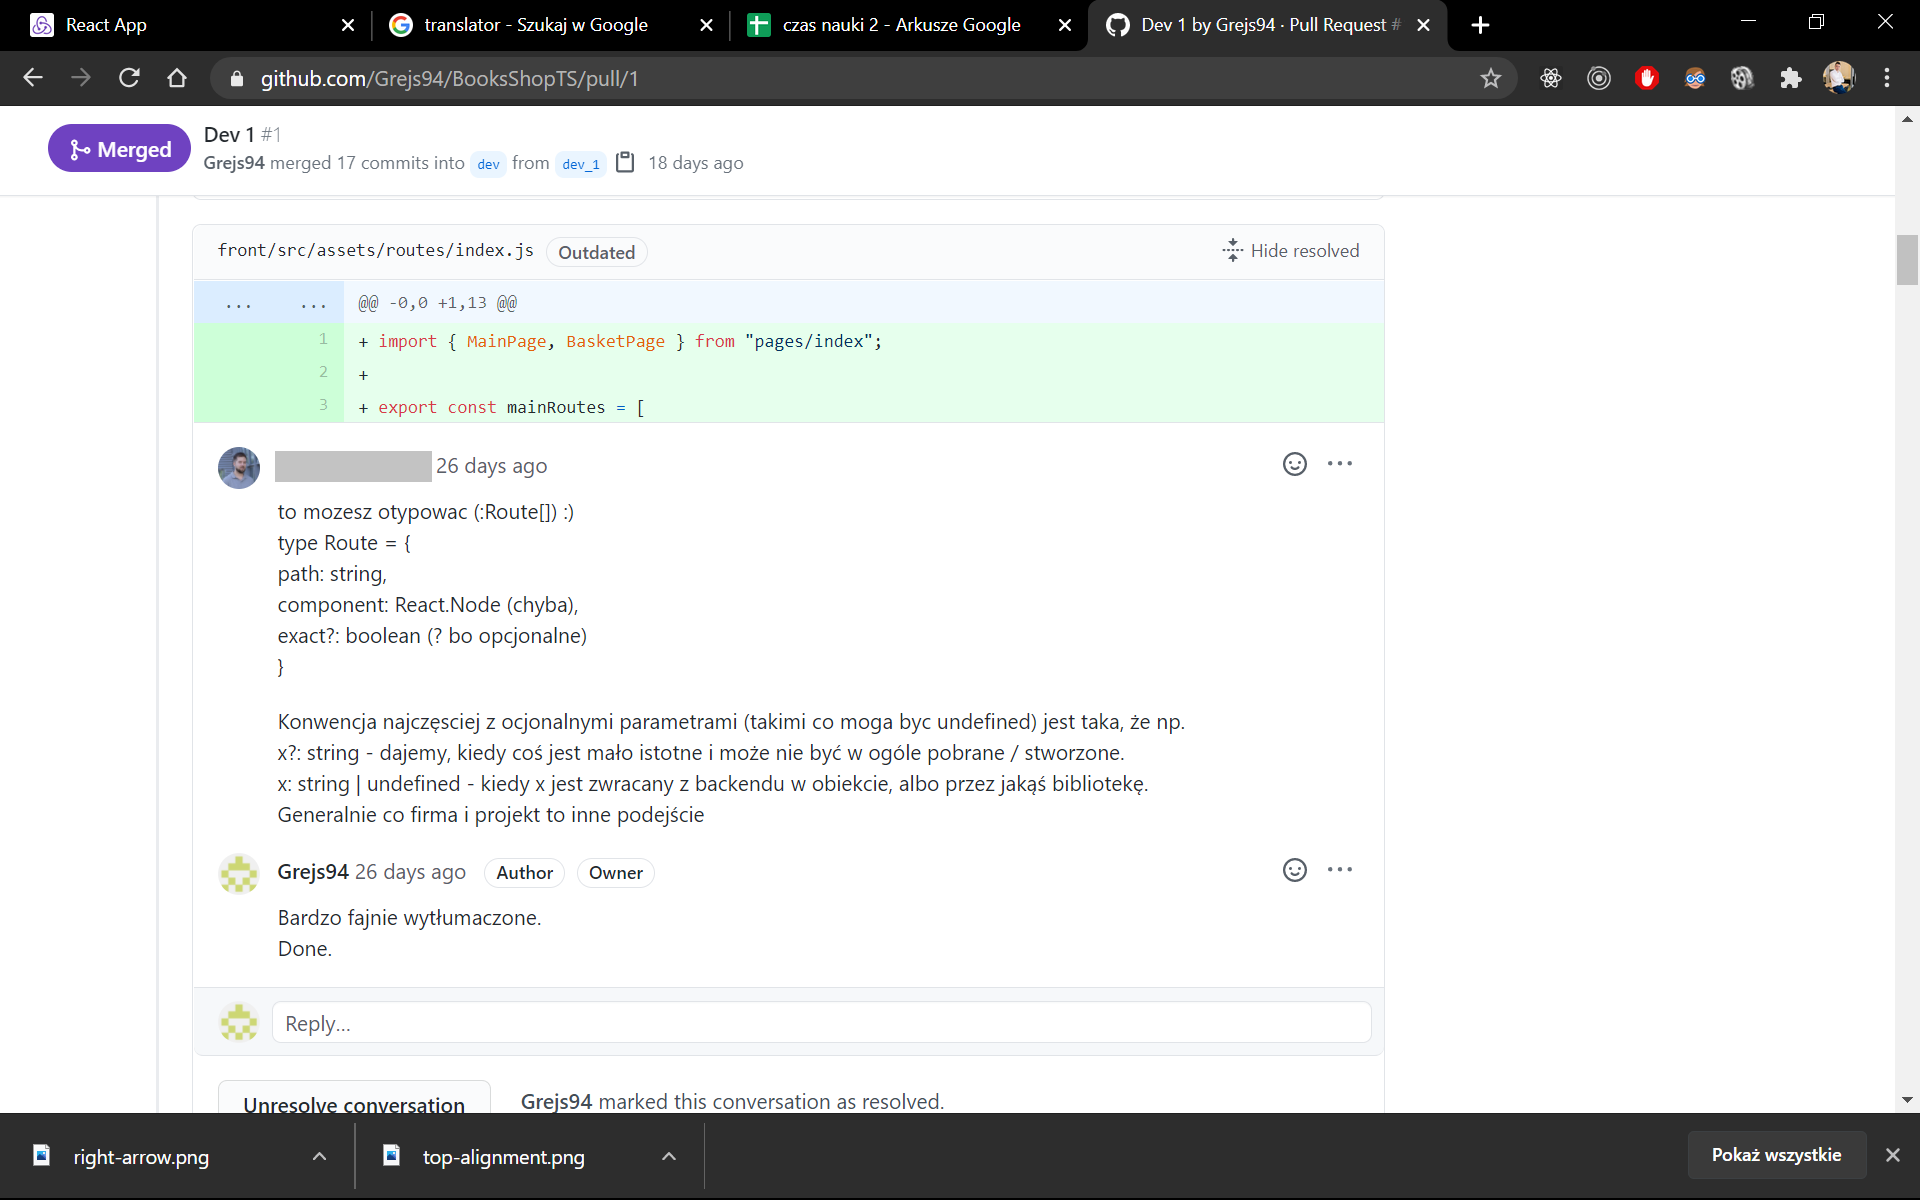 React App
translator - Szukaj w Google
czas nauki 2 - Arkusze Google
Dev 1 by Grejs94 · Pull Request #
github.com/Grejs94/BooksShopTS/pull/1
Merged
Dev 1 #1
Grejs94 merged 17 commits into dev from dev_1 18 days ago
front/src/assets/routes/index.js Outdated
Hide resolved
... ... @@ -0,0 +1,13 @@
1 + import { MainPage, BasketPage } from "pages/index";
2 +
3 + export const mainRoutes = [
26 days ago
to mozesz otypowac (:Route[]) :)
type Route = {
path: string,
component: React.Node (chyba),
exact?: boolean (? bo opcjonalne)
}
Konwencja najczęsciej z ocjonalnymi parametrami (takimi co moga byc undefined) jest taka, że np.
x?: string - dajemy, kiedy coś jest mało istotne i może nie być w ogóle pobrane / stworzone.
x: string | undefined - kiedy x jest zwracany z backendu w obiekcie, albo przez jakąś bibliotekę.
Generalnie co firma i projekt to inne podejście
Grejs94 26 days ago Author Owner
Bardzo fajnie wytłumaczone.
Done.
Reply...
Unresolve conversation
Grejs94 marked this conversation as resolved.
right-arrow.png
top-alignment.png
Pokaż wszystkie